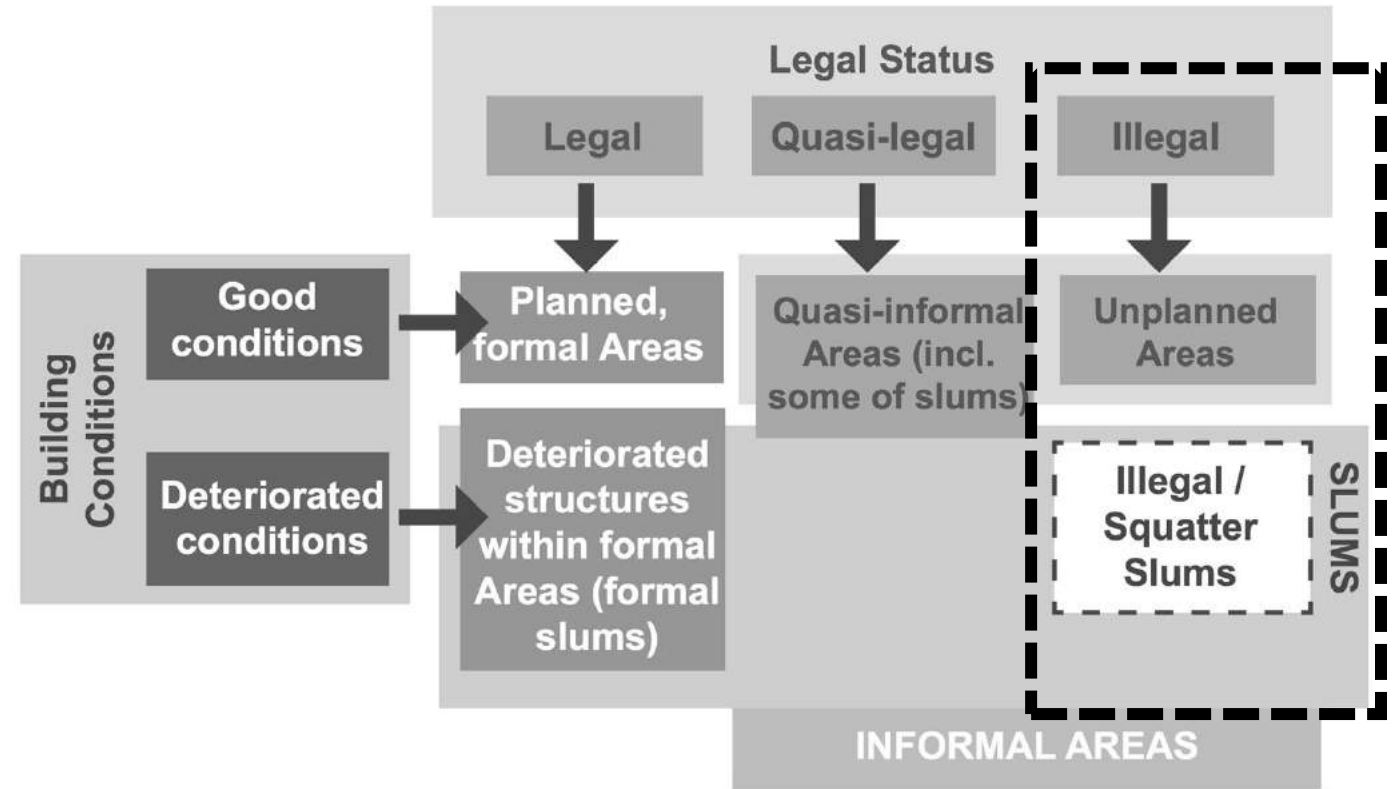 Legal Status
Legal
Quasi-legal
Illegal
Building
Conditions
Good
conditions
Planned,
formal Areas
Quasi-informal
Areas (incl.
some of slums)
Unplanned
Areas
Deteriorated
conditions
Deteriorated
structures
within formal
Areas (formal
slums)
Illegal /
Squatter
Slums
SLUMS
INFORMAL AREAS